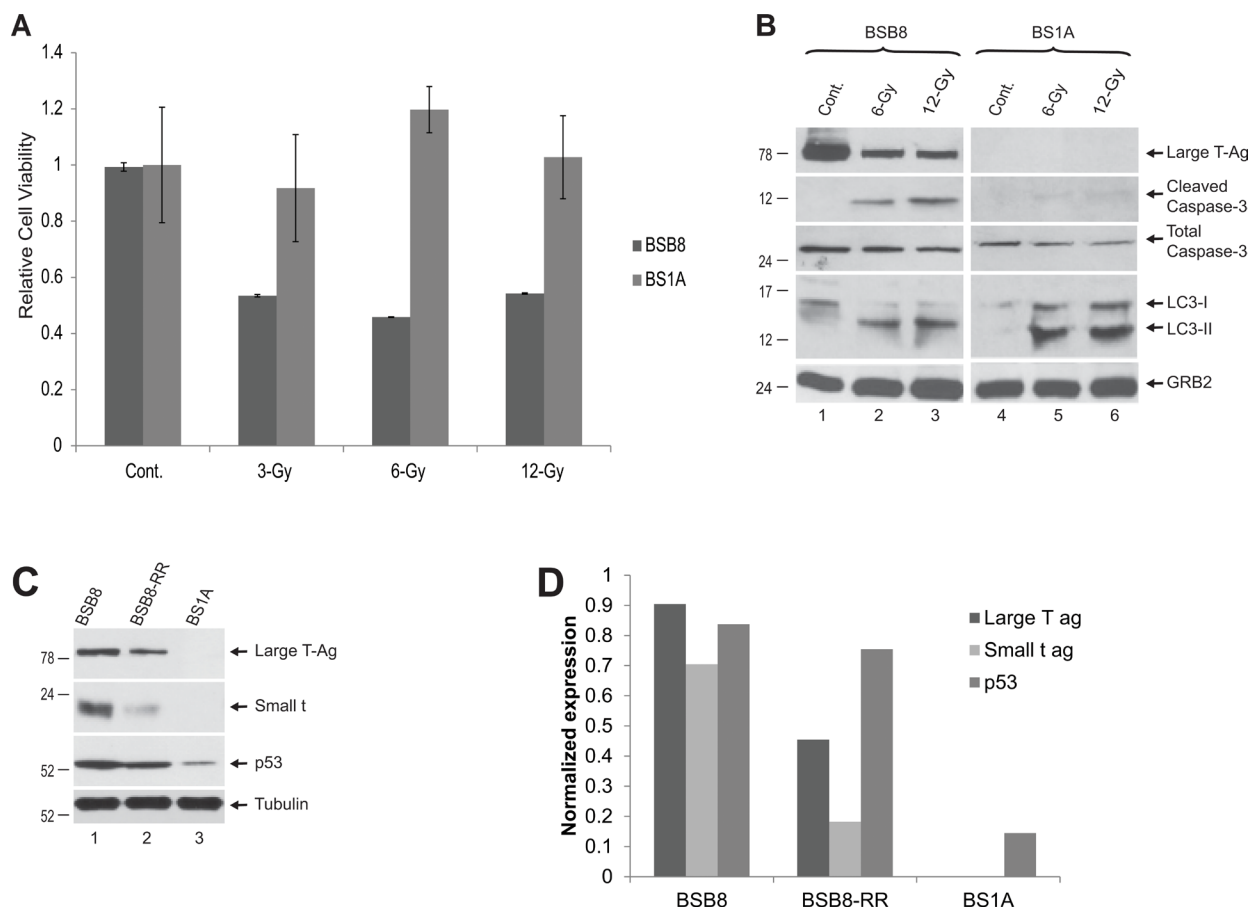 A
Relative Cell Viability
1.4
1.2
1
0.8
0.6
0.4
0.2
0
Cont. 3-Gy 6-Gy 12-Gy
BSB8
BS1A
B
BSB8 BS1A
Cont. 6-Gy 12-Gy Cont. 6-Gy 12-Gy
78 Large T-Ag
12 Cleaved
Caspase-3
Total
Caspase-3
24
17
LC3-I
LC3-II
12
24 GRB2
1 2 3 4 5 6
C
BSB8 BSB8-RR BS1A
78 Large T-Ag
24
Small t
52 p53
Tubulin
52
1 2 3
D
Normalized expression
1
0.9
0.8
0.7
0.6
0.5
0.4
0.3
0.2
0.1
0
BSB8 BSB8-RR BS1A
Large T ag
Small t ag
p53